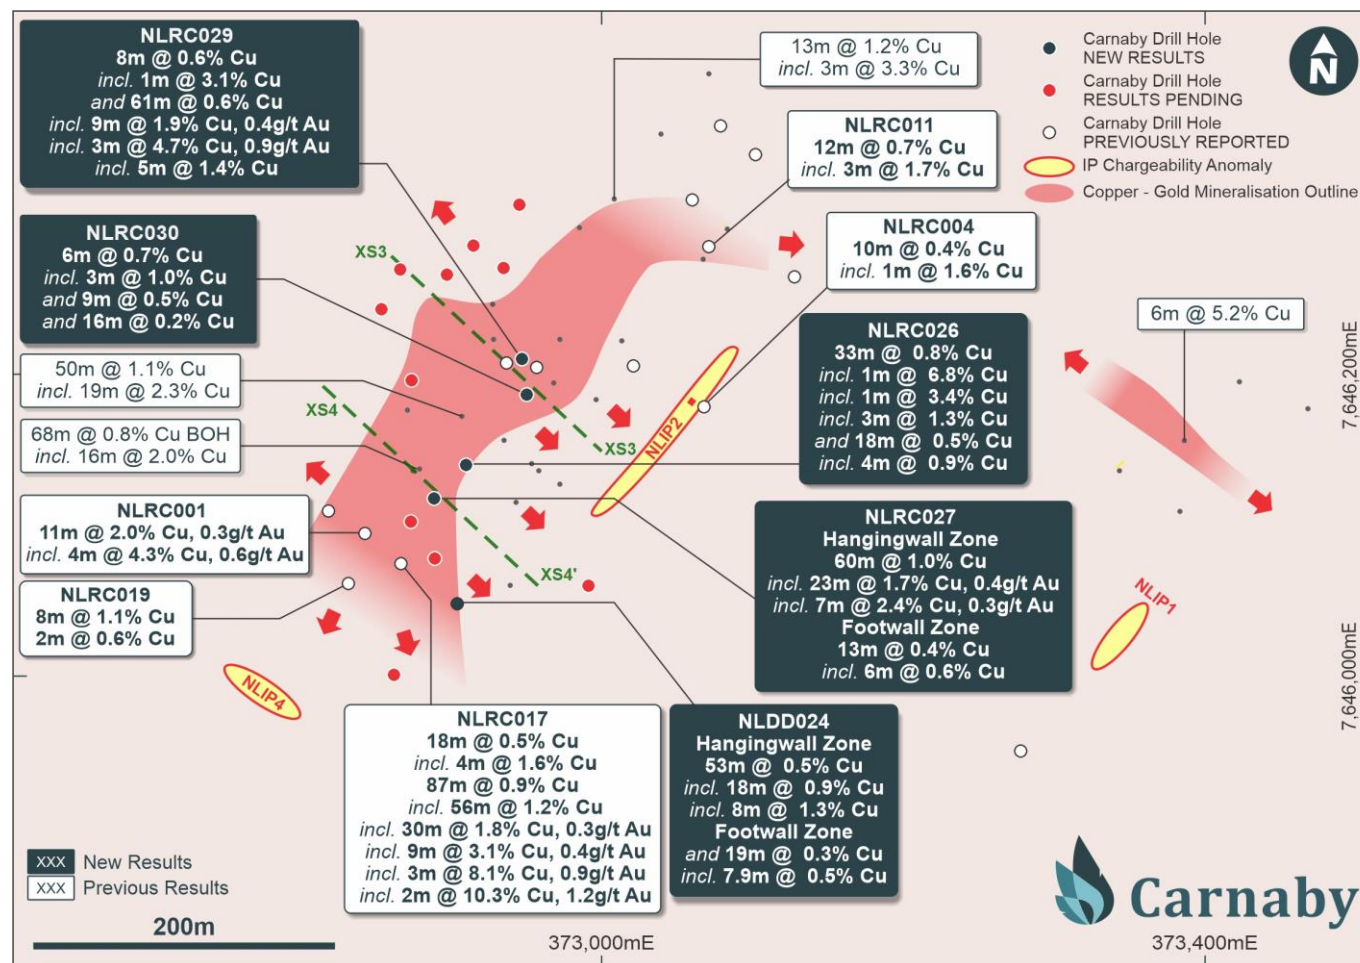 NLRC029
8m @ 0.6% Cu
incl. 1m @ 3.1% Cu
and 61m @ 0.6% Cu
incl. 9m @ 1.9% Cu, 0.4g/t Au
incl. 3m @ 4.7% Cu, 0.9g/t Au
incl. 5m @ 1.4% Cu
13m @ 1.2% Cu
incl. 3m @ 3.3% Cu
Carnaby Drill Hole
NEW RESULTS
Carnaby Drill Hole
RESULTS PENDING
Carnaby Drill Hole
PREVIOUSLY REPORTED
IP Chargeability Anomaly
Copper - Gold Mineralisation Outline
N
NLRC011
12m @ 0.7% Cu
incl. 3m @ 1.7% Cu
NLRC030
6m @ 0.7% Cu
incl. 3m @ 1.0% Cu
and 9m @ 0.5% Cu
and 16m @ 0.2% Cu
XS3
NLRC004
10m @ 0.4% Cu
incl. 1m @ 1.6% Cu
6m @ 5.2% Cu
7,646,200mE
50m @ 1.1% Cu
incl. 19m @ 2.3% Cu
XS4
XS3
NLIP2
NLRC026
33m @ 0.8% Cu
incl. 1m @ 6.8% Cu
incl. 1m @ 3.4% Cu
incl. 3m @ 1.3% Cu
and 18m @ 0.5% Cu
incl. 4m @ 0.9% Cu
68m @ 0.8% Cu BOH
incl. 16m @ 2.0% Cu
NLRC001
11m @ 2.0% Cu, 0.3g/t Au
incl. 4m @ 4.3% Cu, 0.6g/t Au
XS4'
NLRC027
Hangingwall Zone
60m @ 1.0% Cu
incl. 23m @ 1.7% Cu, 0.4g/t Au
incl. 7m @ 2.4% Cu, 0.3g/t Au
Footwall Zone
13m @ 0.4% Cu
incl. 6m @ 0.6% Cu
NLIP1
NLRC019
8m @ 1.1% Cu
2m @ 0.6% Cu
NLIP4
7,646,000mE
NLRC017
18m @ 0.5% Cu
incl. 4m @ 1.6% Cu
87m @ 0.9% Cu
incl. 56m @ 1.2% Cu
incl. 30m @ 1.8% Cu, 0.3g/t Au
incl. 9m @ 3.1% Cu, 0.4g/t Au
incl. 3m @ 8.1% Cu, 0.9g/t Au
incl. 2m @ 10.3% Cu, 1.2g/t Au
NLDD024
Hangingwall Zone
53m @ 0.5% Cu
incl. 18m @ 0.9% Cu
incl. 8m @ 1.3% Cu
Footwall Zone
and 19m @ 0.3% Cu
incl. 7.9m @ 0.5% Cu
XXX New Results
XXX Previous Results
200m
Carnaby
373,000mE
373,400mE